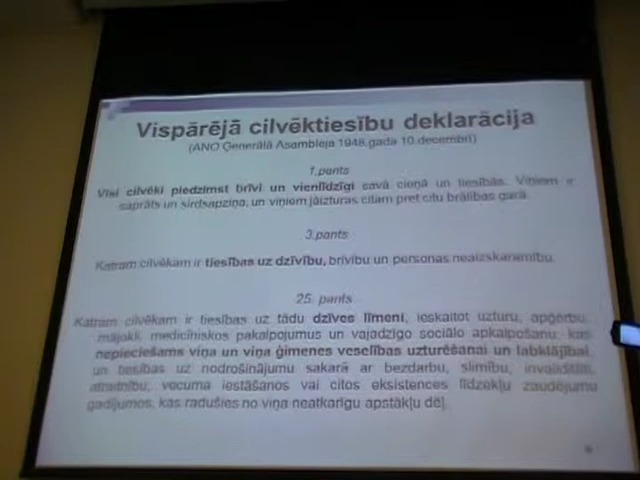 Vispārējā cilvēktiesību deklarācija
(ANO Ģenerālā Asambleja 1948.gada 10.decembrī)
1.pants
Visi cilvēki piedzimst brīvi un vienlīdzīgi savā cieņā un tiesībās. Viņiem ir
saprāts un sirdsapziņa, un viņiem jāizturas citam pret citu brālības garā.
3.pants
Katram cilvēkam ir tiesības uz dzīvību, brīvību un personas neaizskaramību.
25. pants
Katram cilvēkam ir tiesības uz tādu dzīves līmeni, ieskaitot uzturu, apģērbu,
mājokli, medicīniskos pakalpojumus un vajadzīgo sociālo apkalpošanu, kas
nepieciešams viņa un viņa ģimenes veselības uzturēšanai un labklājībai,
un tiesības uz nodrošinājumu sakarā ar bezdarbu, slimību, invaliditāti,
atraitnību, vecuma iestāšanos vai citos eksistences līdzekļu zaudējumu
gadījumos, kas radušies no viņa neatkarīgu apstākļu dēļ.